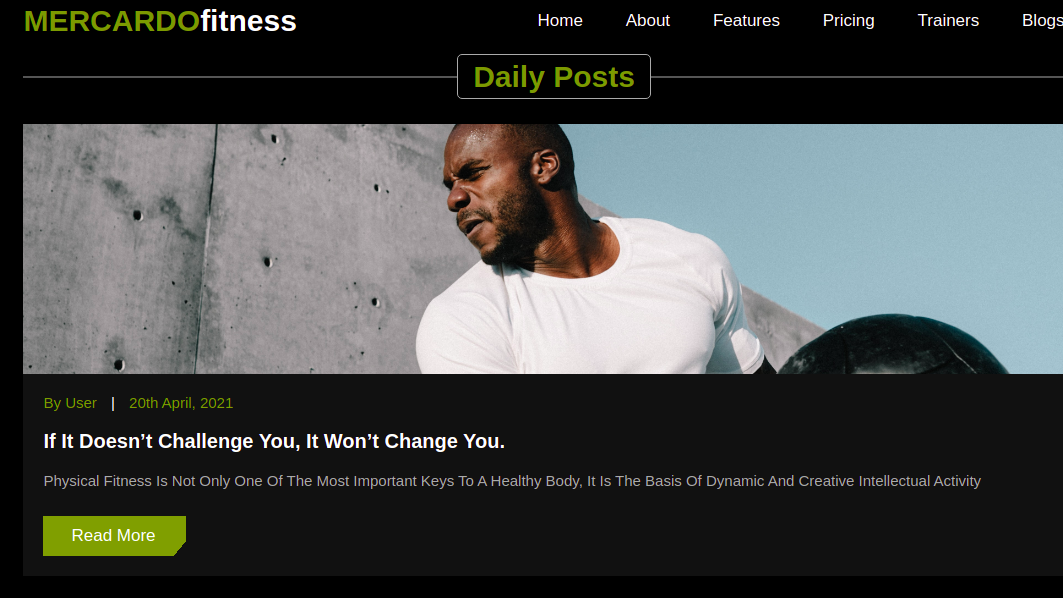 MERCARDOfitness
Home About Features Pricing Trainers Blogs
Daily Posts
By User | 20th April, 2021
If It Doesn’t Challenge You, It Won’t Change You.
Physical Fitness Is Not Only One Of The Most Important Keys To A Healthy Body, It Is The Basis Of Dynamic And Creative Intellectual Activity
Read More